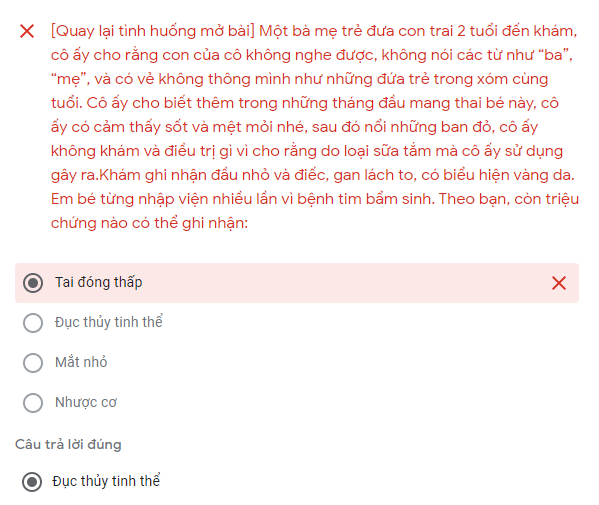 [Quay lại tình huống mở bài] Một bà mẹ trẻ đưa con trai 2 tuổi đến khám,
cô ấy cho rằng con của cô không nghe được, không nói các từ như “ba”,
“mẹ”, và có vẻ không thông minh như những đứa trẻ trong xóm cùng
tuổi. Cô ấy cho biết thêm trong những tháng đầu mang thai bé này, cô
ấy có cảm thấy sốt và mệt mỏi nhé, sau đó nổi những ban đỏ, cô ấy
không khám và điều trị gì vì cho rằng do loại sữa tắm mà cô ấy sử dụng
gây ra.Khám ghi nhận đầu nhỏ và điếc, gan lách to, có biểu hiện vàng da.
Em bé từng nhập viện nhiều lần vì bệnh tim bẩm sinh. Theo bạn, còn triệu
chứng nào có thể ghi nhận:
Tai đóng thấp
Đục thủy tinh thể
Mắt nhỏ
Nhược cơ
Câu trả lời đúng
Đục thủy tinh thể